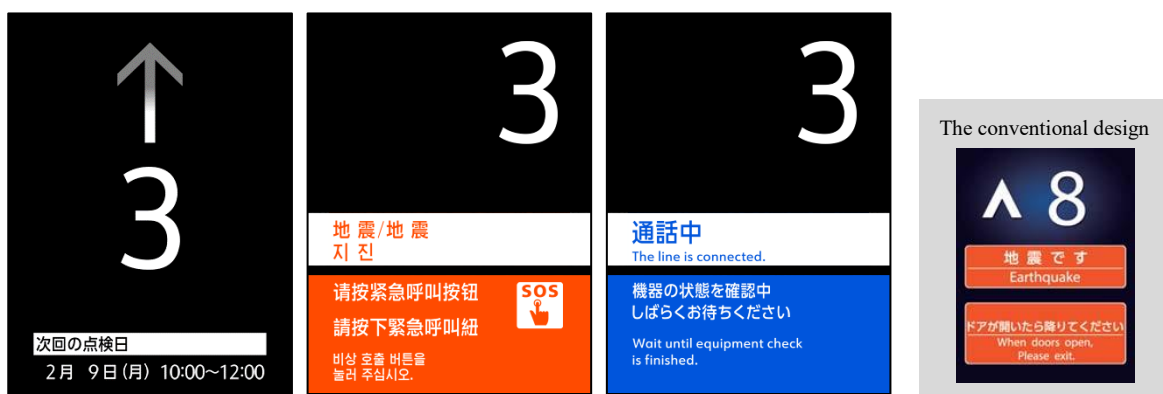 3
次回の点検日
2月 9日(月) 10:00~12:00
3
地 震/地 震
지 진
请按紧急呼叫按钮
請按下緊急呼叫紐
비상 호출 버튼을
눌러 주십시오.
SOS
3
通話中
The line is connected.
機器の状態を確認中
しばらくお待ちください
Wait until equipment check
is finished.
The conventional design
8
地震です
Earthquake
ドアが開いたら降りてください
When doors open,
Please exit.